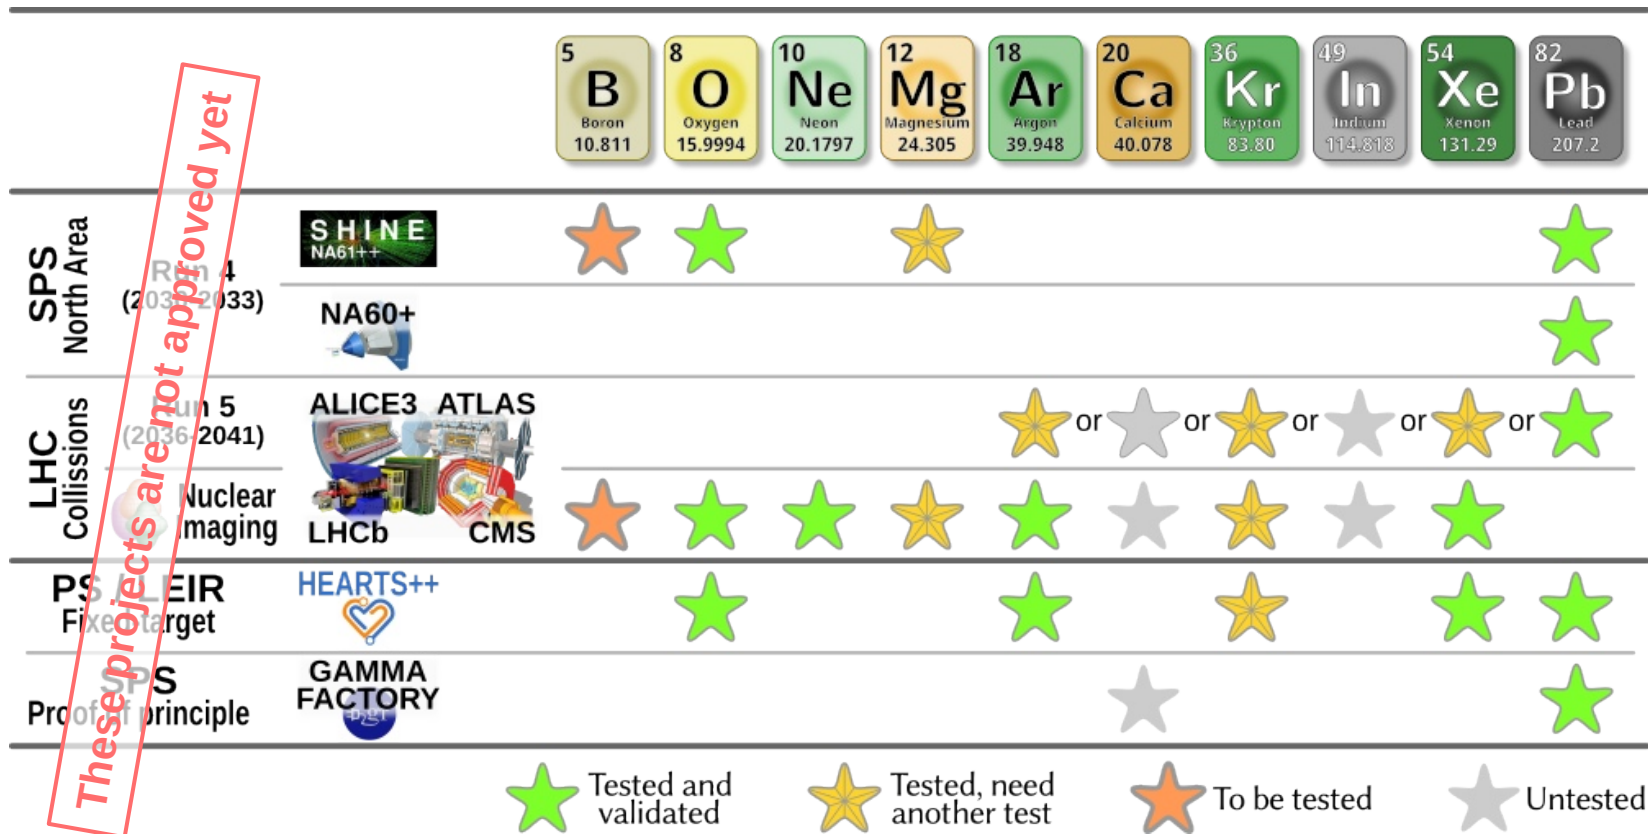 5
B
Boron
10.811
8
O
Oxygen
15.9994
10
Ne
Neon
20.1797
12
Mg
Magnesium
24.305
18
Ar
Argon
39.948
20
Ca
Calcium
40.078
36
Kr
Krypton
83.80
49
In
Indium
114.818
54
Xe
Xenon
131.29
82
Pb
Lead
207.2
These projects are not approved yet
SPS
North Area
Run 4
(2030-2033)
SHINE
NA61++
NA60+
LHC
Collissions
Run 5
(2036-2041)
ALICE3 ATLAS
or or or or or
Nuclear
Imaging
LHCb CMS
PS / LEIR
Fixed target
HEARTS++
SPS
Proof of principle
GAMMA
FACTORY
Tested and
validated
Tested, need
another test
To be tested
Untested